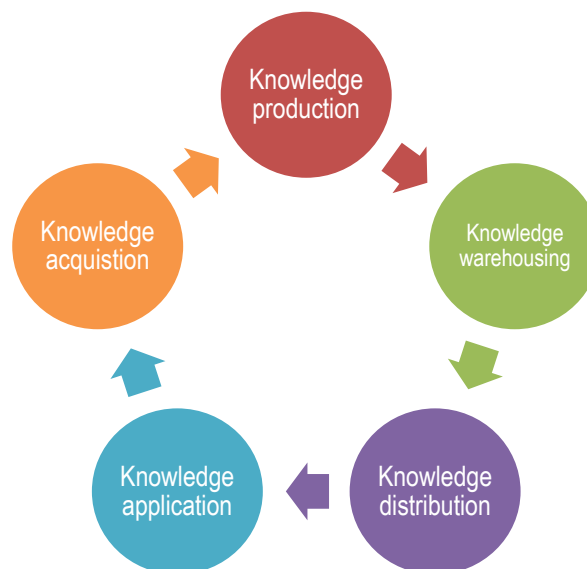 Knowledge
production
Knowledge
warehousing
Knowledge
distribution
Knowledge
application
Knowledge
acquistion